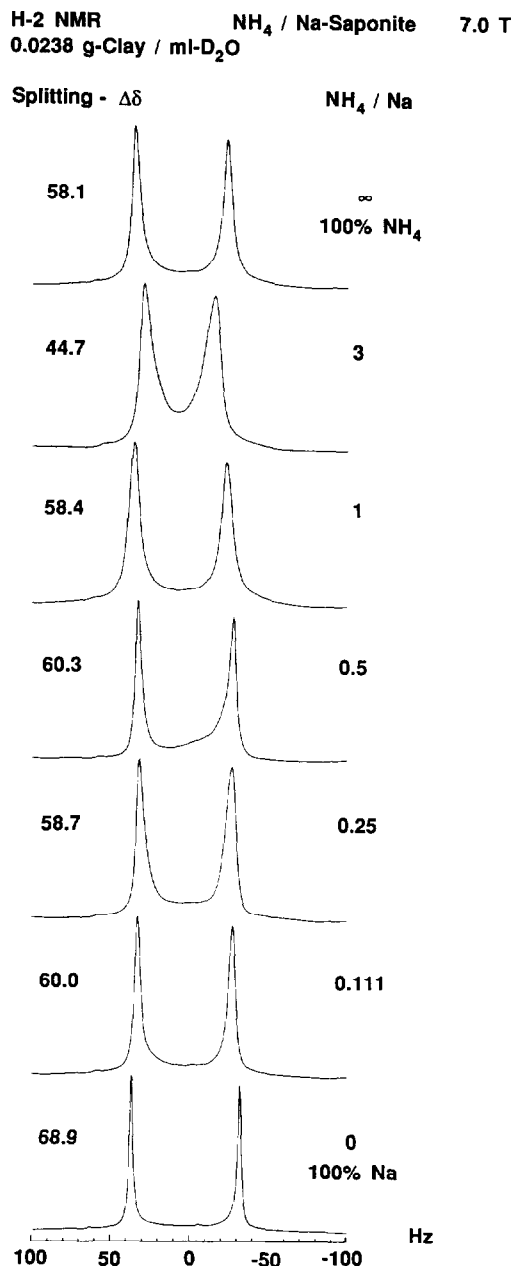 H-2 NMR NH₄ / Na-Saponite 7.0 T
0.0238 g-Clay / ml-D₂O
Splitting - Δδ NH₄ / Na
58.1 ∞
100% NH₄
44.7 3
58.4 1
60.3 0.5
58.7 0.25
60.0 0.111
68.9 0
100% Na
Hz
100 50 0 -50 -100